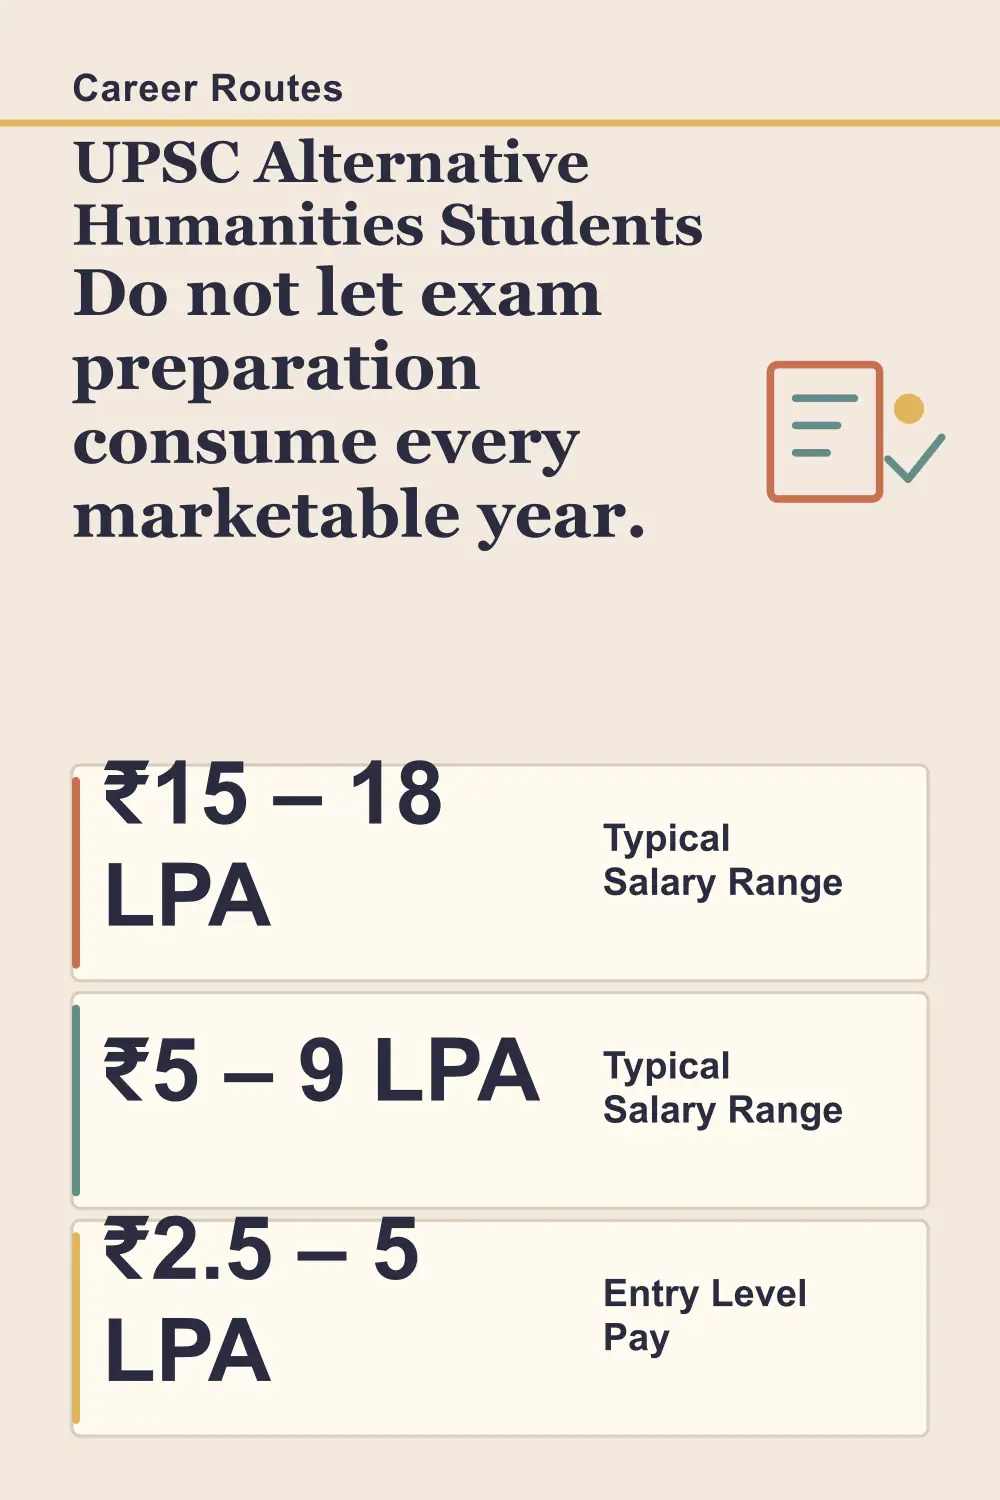 Career Routes
UPSC Alternative
Humanities Students
Do not let exam
preparation
consume every
marketable year.
₹15 – 18
LPA
Typical
Salary Range
₹5 – 9 LPA
Typical
Salary Range
₹2.5 – 5
LPA
Entry Level
Pay